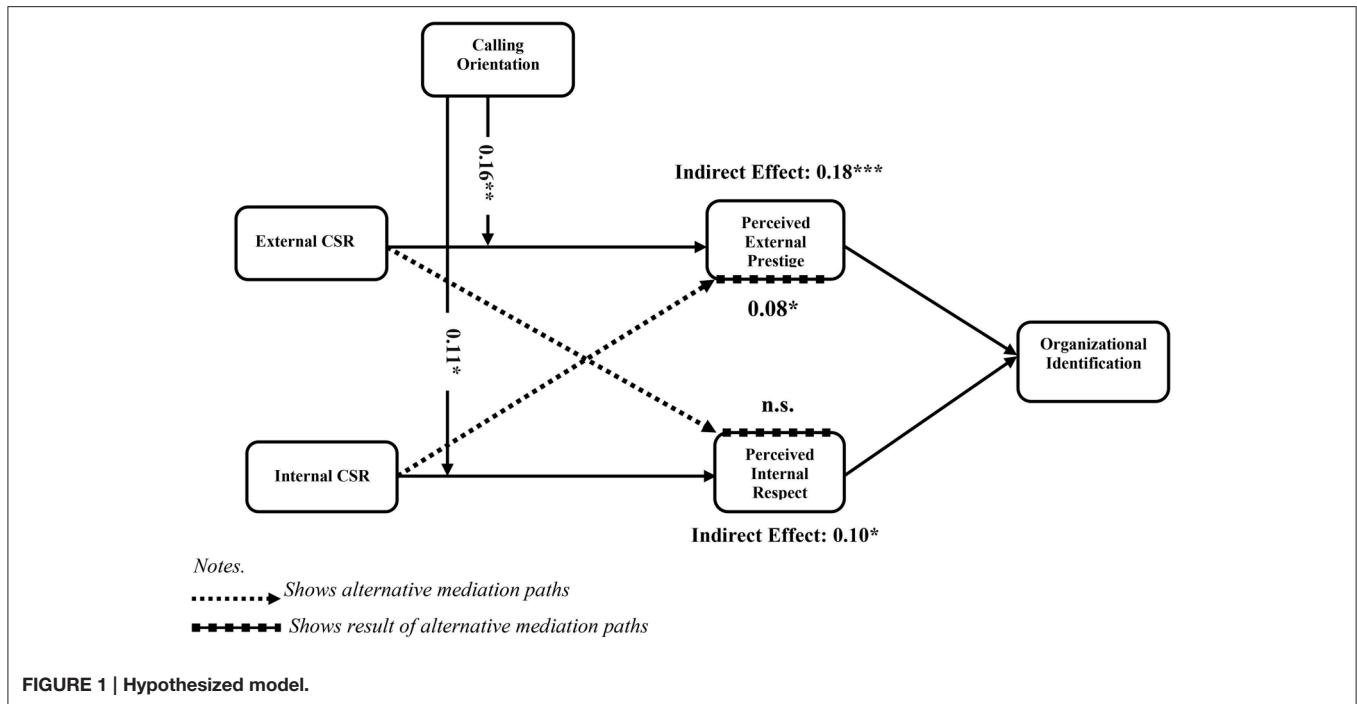 Calling
Orientation
0.16**
Indirect Effect: 0.18***
External CSR
Perceived
External
Prestige
0.08*
0.11*
Organizational
Identification
n.s.
Internal CSR
Perceived
Internal
Respect
Indirect Effect: 0.10*
Notes.
Shows alternative mediation paths
Shows result of alternative mediation paths
FIGURE 1 | Hypothesized model.